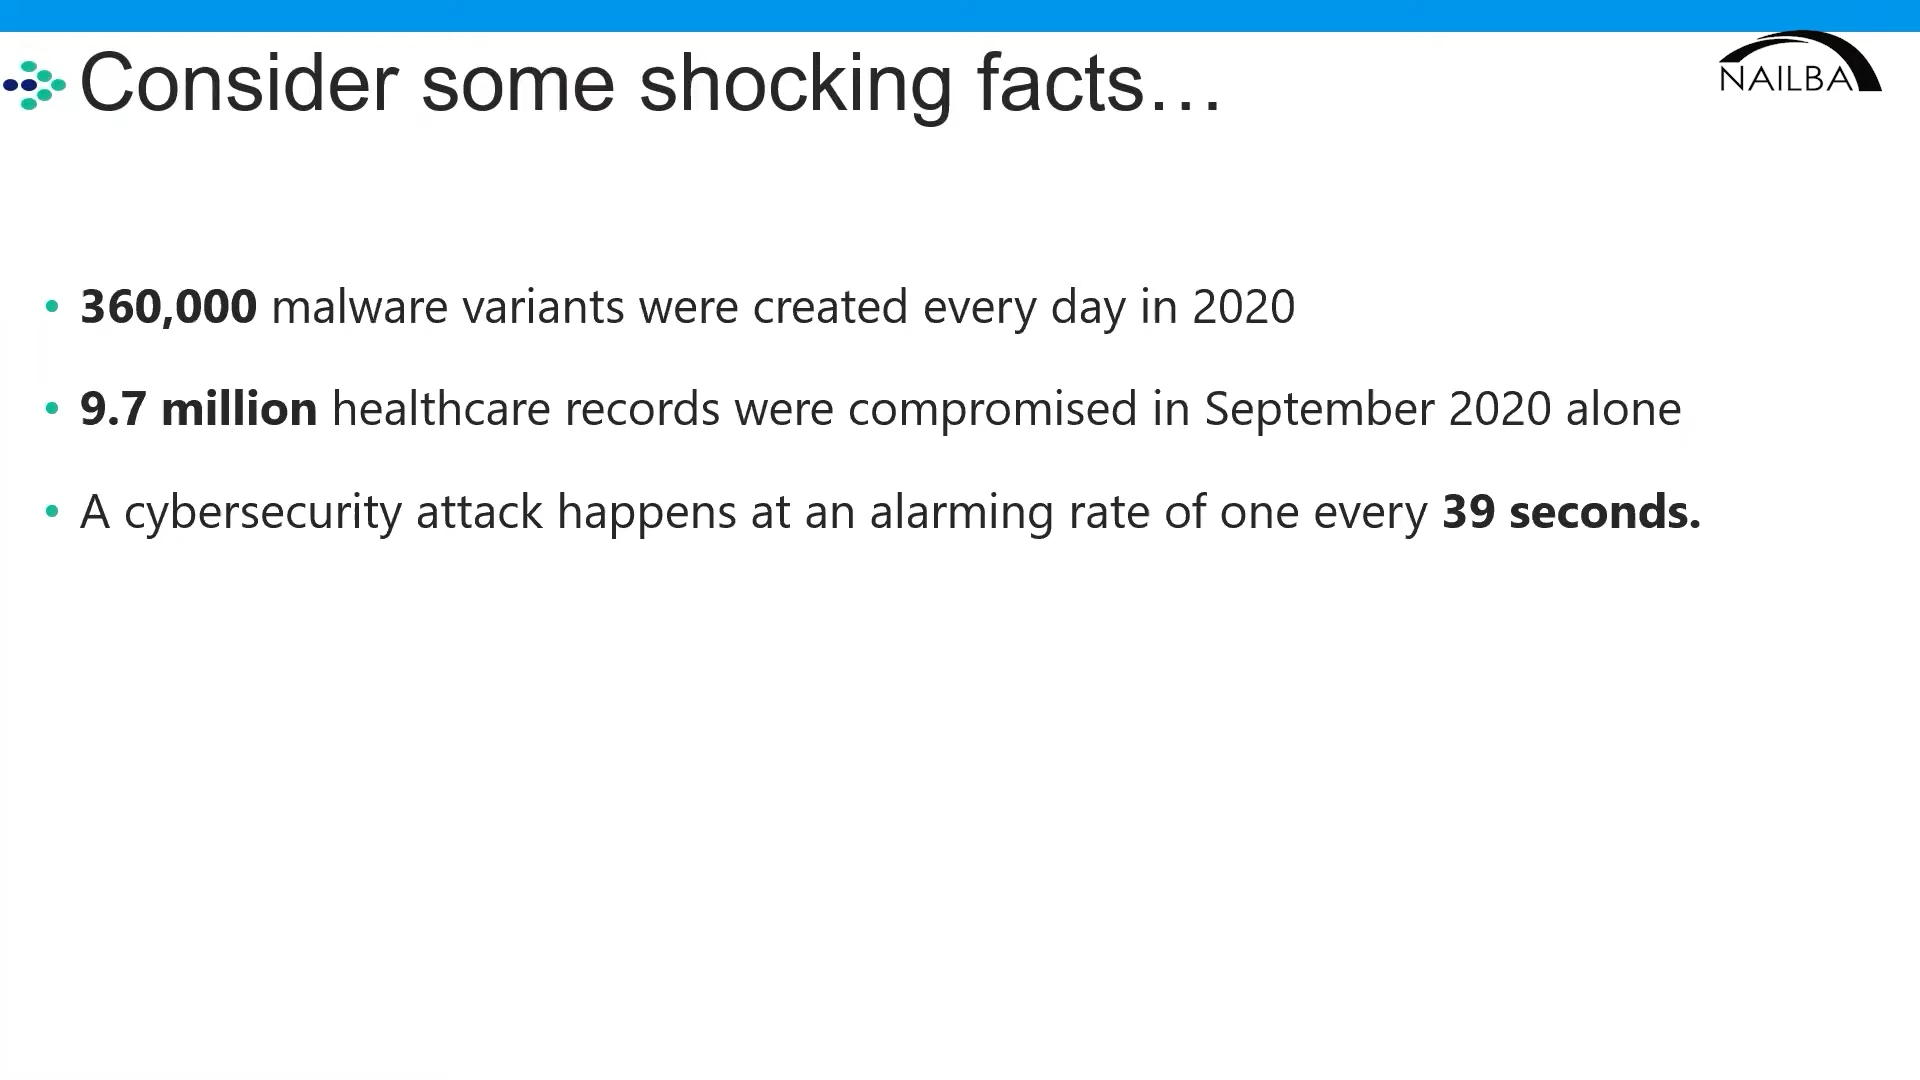 Consider some shocking facts…
NAILBA
• 360,000 malware variants were created every day in 2020
• 9.7 million healthcare records were compromised in September 2020 alone
• A cybersecurity attack happens at an alarming rate of one every 39 seconds.